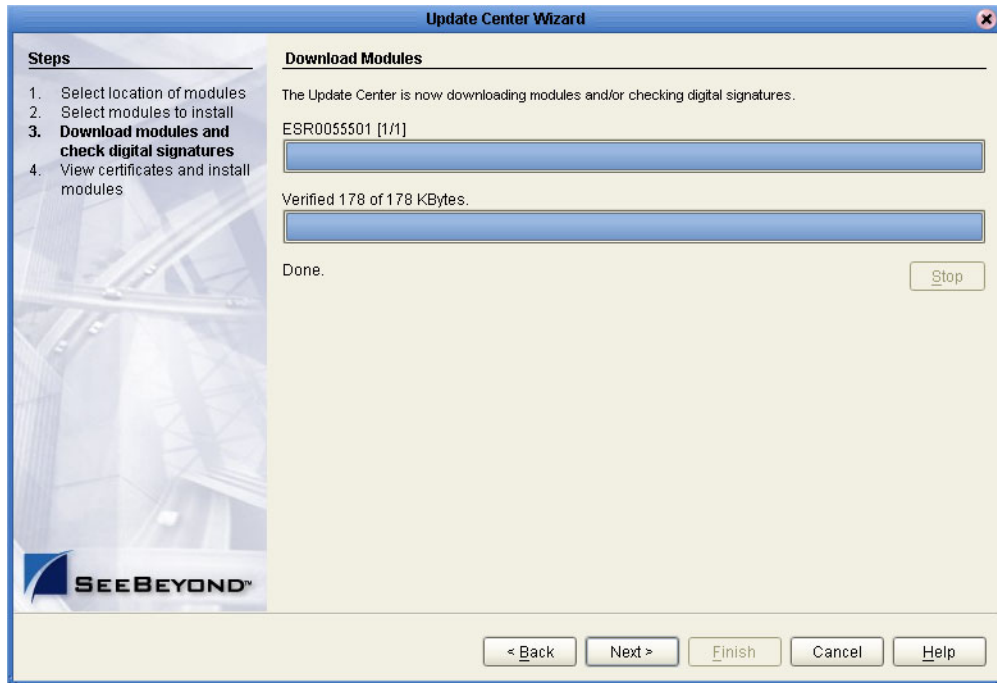 Update Center Wizard
Steps
1. Select location of modules
2. Select modules to install
3. Download modules and
check digital signatures
4. View certificates and install
modules
Download Modules
The Update Center is now downloading modules and/or checking digital signatures.
ESR0055501 [1/1]
Verified 178 of 178 KBytes.
Done.
Stop
SEEBEYOND™
< Back
Next >
Finish
Cancel
Help